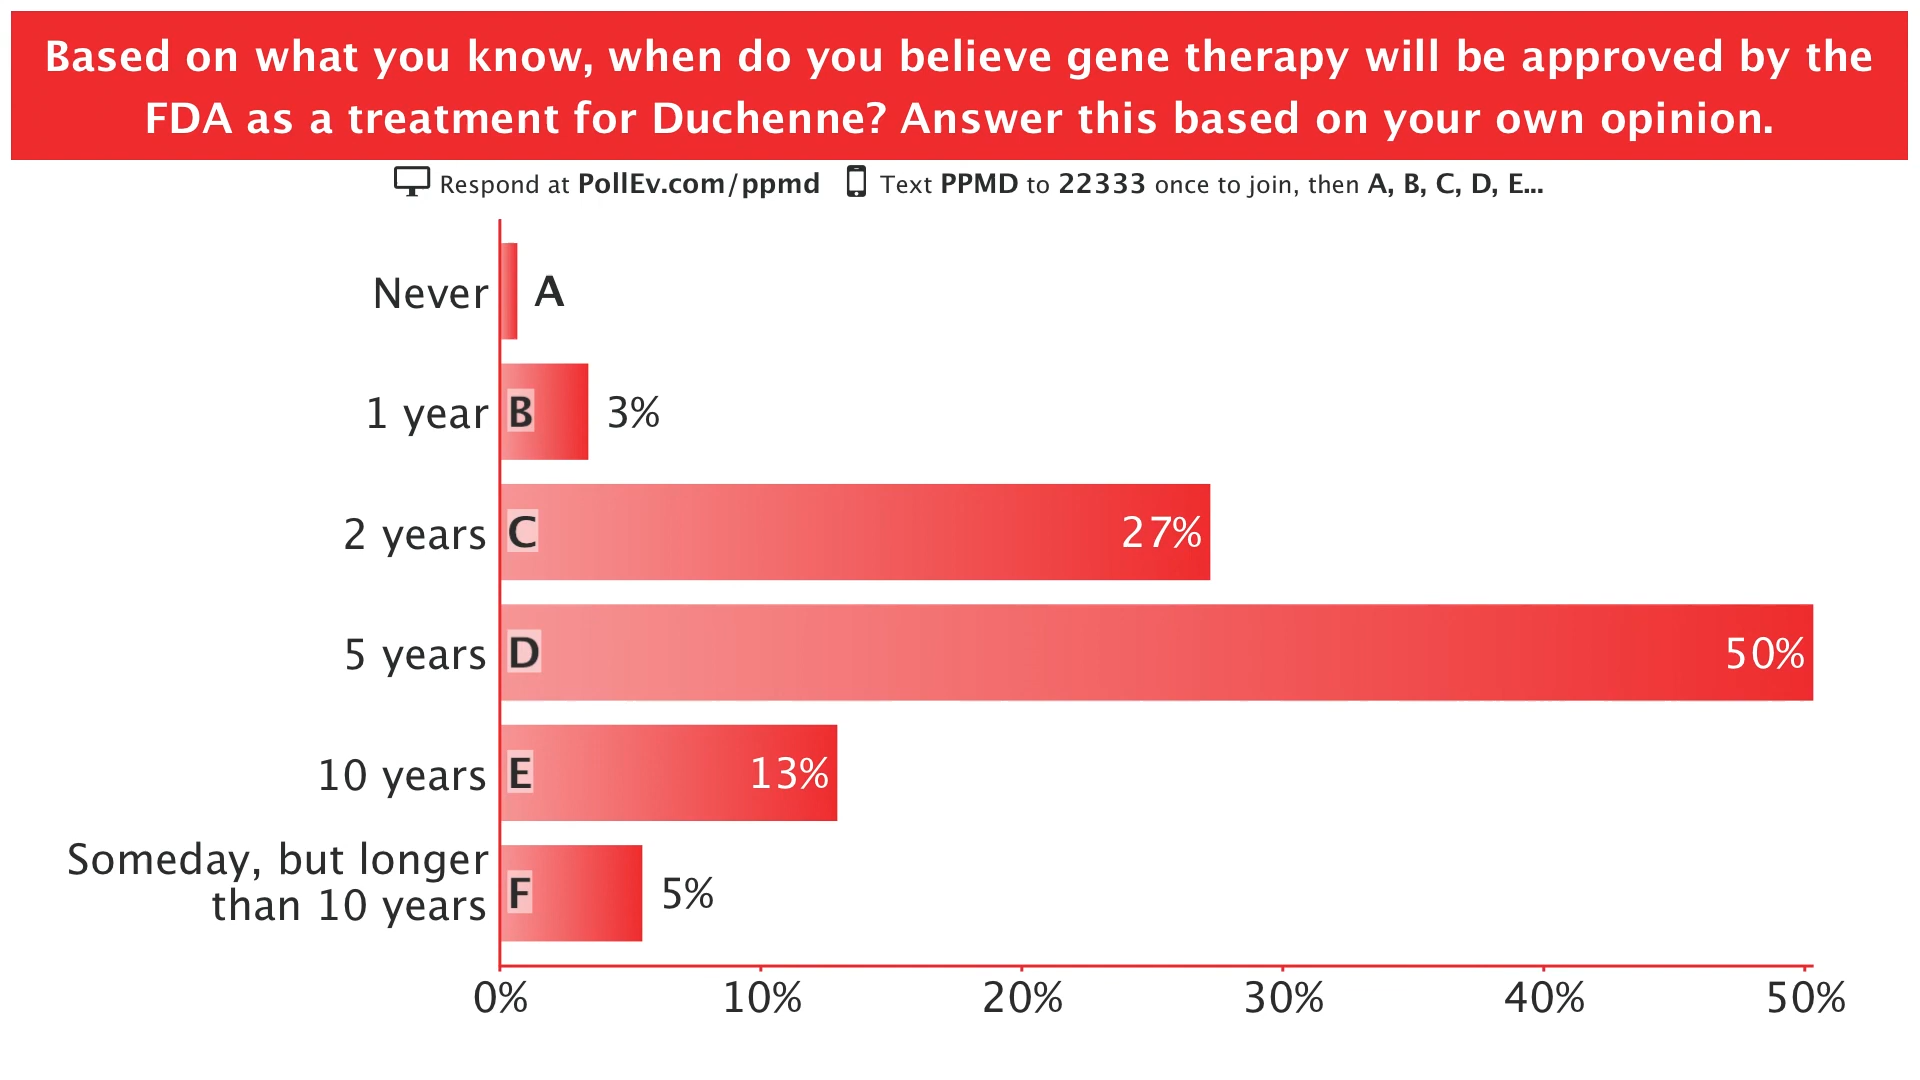 Based on what you know, when do you believe gene therapy will be approved by the
FDA as a treatment for Duchenne? Answer this based on your own opinion.
Respond at PollEv.com/ppmd Text PPMD to 22333 once to join, then A, B, C, D, E...
Never A
1 year B 3%
2 years C 27%
5 years D 50%
10 years E 13%
Someday, but longer
than 10 years F 5%
0% 10% 20% 30% 40% 50%